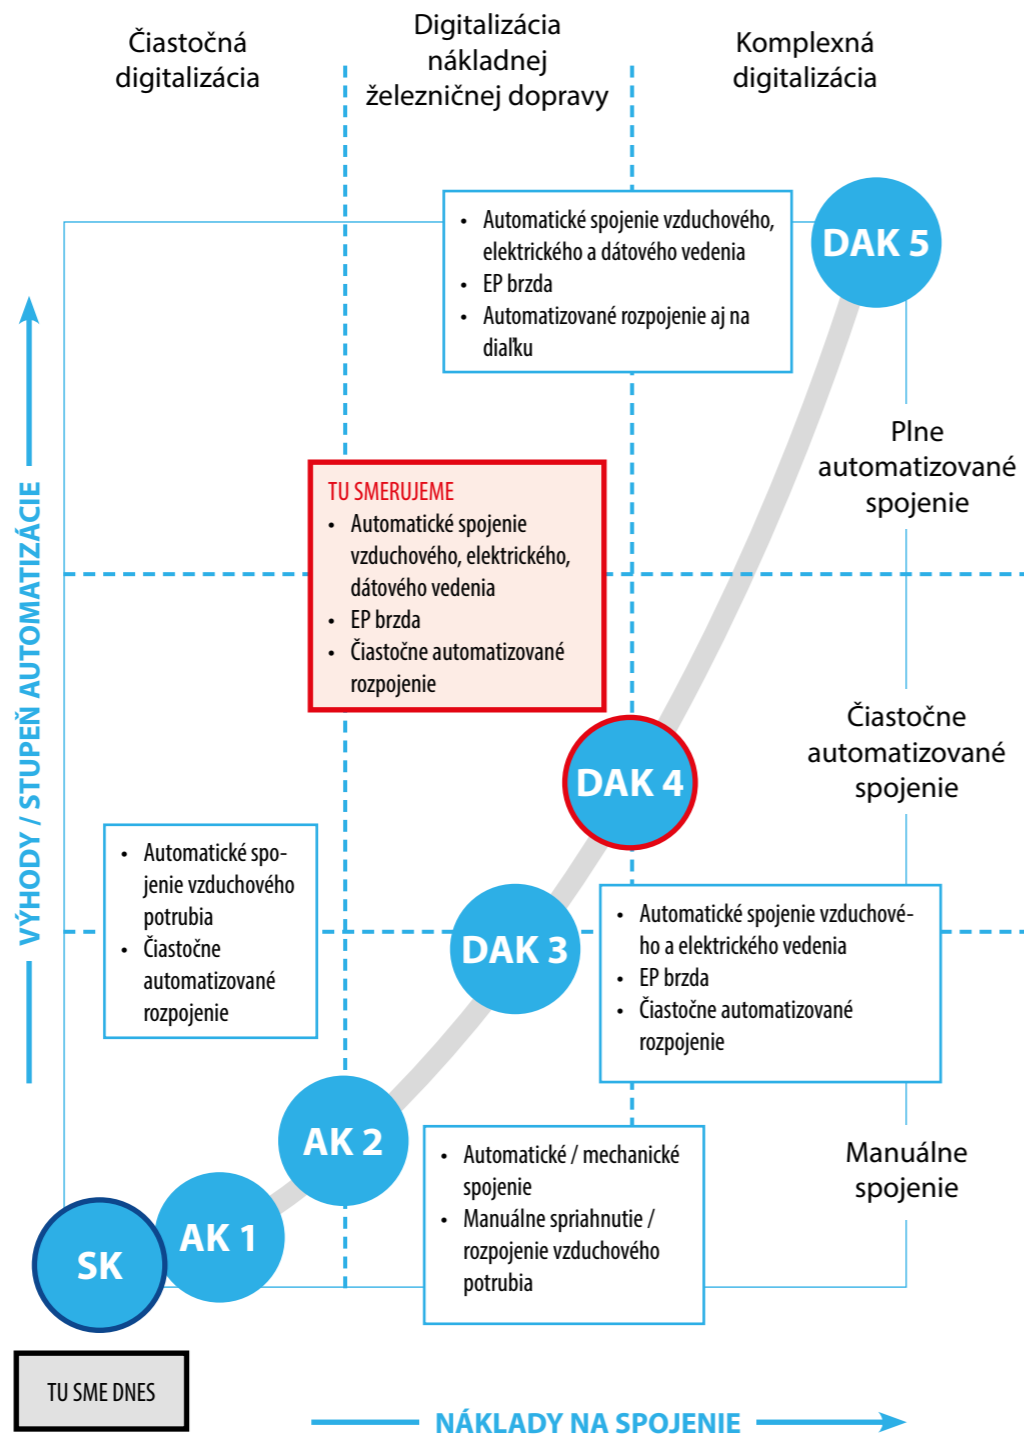 Čiastočná
digitalizácia
Digitalizácia
nákladnej
železničnej dopravy
Komplexná
digitalizácia
• Automatické spojenie vzduchového,
elektrického a dátového vedenia
• EP brzda
• Automatizované rozpojenie aj na
diaľku
DAK 5
Plne
automatizované
spojenie
TU SMERUJEME
• Automatické spojenie
vzduchového, elektrického,
dátového vedenia
• EP brzda
• Čiastočne automatizované
rozpojenie
VÝHODY / STUPEŇ AUTOMATIZÁCIE
Čiastočne
automatizované
spojenie
DAK 4
• Automatické spo-
jenie vzduchového
potrubia
• Čiastočne
automatizované
rozpojenie
DAK 3
• Automatické spojenie vzduchové-
ho a elektrického vedenia
• EP brzda
• Čiastočne automatizované
rozpojenie
AK 2
• Automatické / mechanické
spojenie
• Manuálne spriahnutie /
rozpojenie vzduchového
potrubia
Manuálne
spojenie
AK 1
SK
TU SME DNES
NÁKLADY NA SPOJENIE